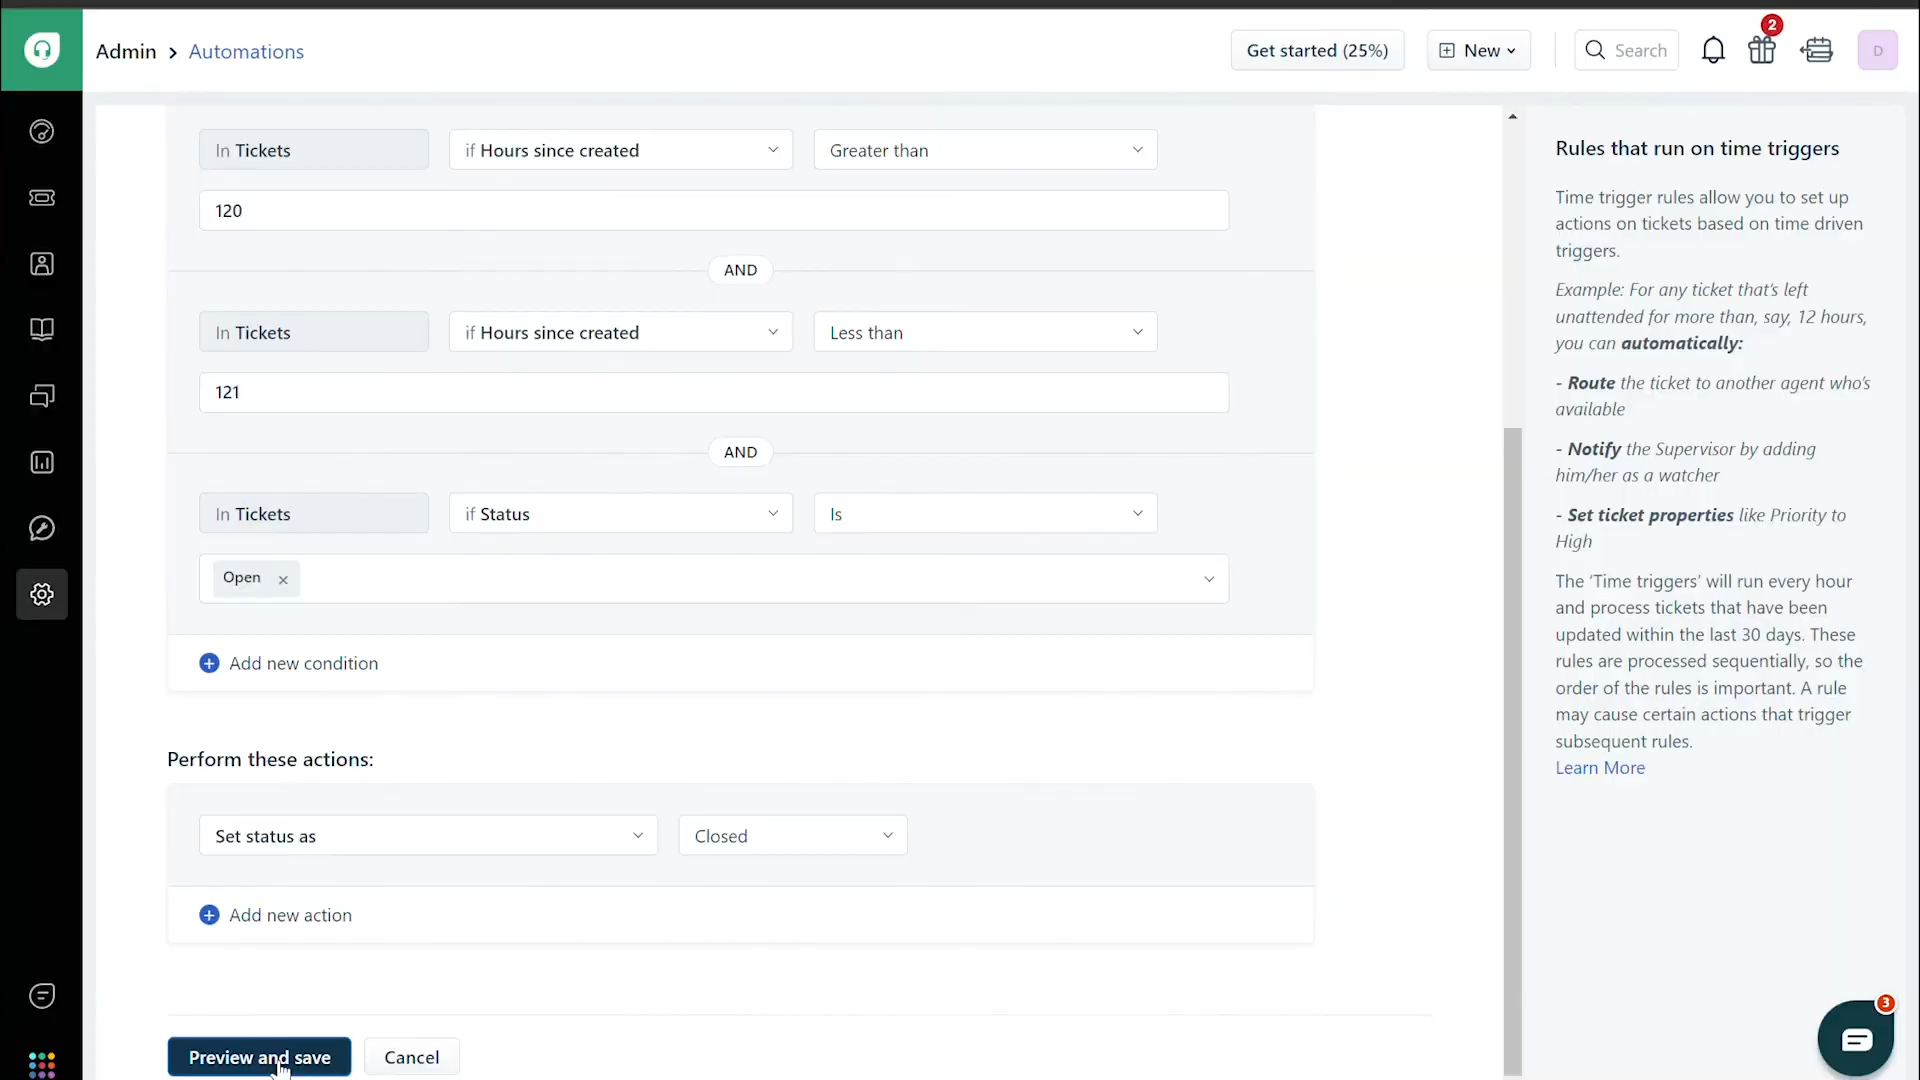 Admin > Automations
Get started (25%)
New
Search
2
D
In Tickets
if Hours since created
Greater than
120
AND
In Tickets
if Hours since created
Less than
121
AND
In Tickets
if Status
Is
Open ×
Add new condition
Perform these actions:
Set status as
Closed
Add new action
Preview and save
Cancel
Rules that run on time triggers
Time trigger rules allow you to set up
actions on tickets based on time driven
triggers.
Example: For any ticket that's left
unattended for more than, say, 12 hours,
you can automatically:
- Route the ticket to another agent who's
available
- Notify the Supervisor by adding
him/her as a watcher
- Set ticket properties like Priority to
High
The 'Time triggers' will run every hour
and process tickets that have been
updated within the last 30 days. These
rules are processed sequentially, so the
order of the rules is important. A rule
may cause certain actions that trigger
subsequent rules.
Learn More
3